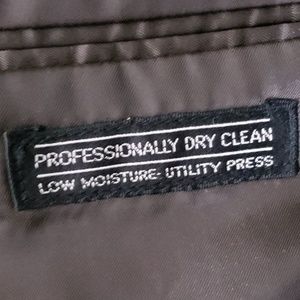 PROFESSIONALLY DRY CLEAN
LOW MOISTURE- UTILITY PRESS